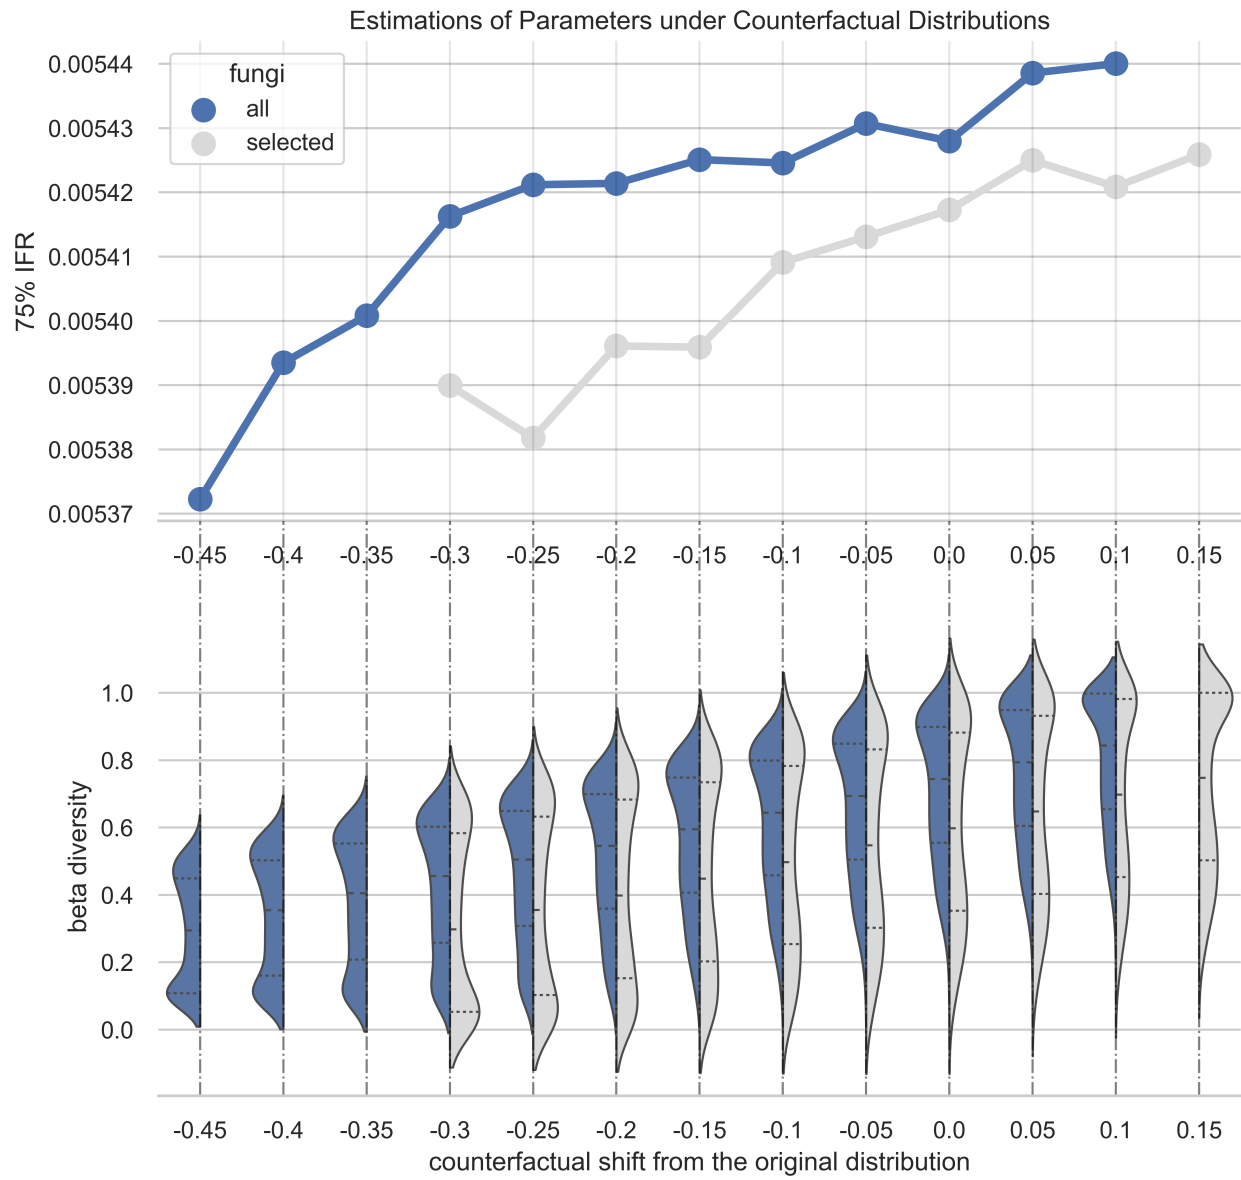 Estimations of Parameters under Counterfactual Distributions
fungi
all
selected
75% IFR
0.00544
0.00543
0.00542
0.00541
0.00540
0.00539
0.00538
0.00537
-0.45 -0.4 -0.35 -0.3 -0.25 -0.2 -0.15 -0.1 -0.05 0.0 0.05 0.1 0.15
beta diversity
1.0
0.8
0.6
0.4
0.2
0.0
-0.45 -0.4 -0.35 -0.3 -0.25 -0.2 -0.15 -0.1 -0.05 0.0 0.05 0.1 0.15
counterfactual shift from the original distribution